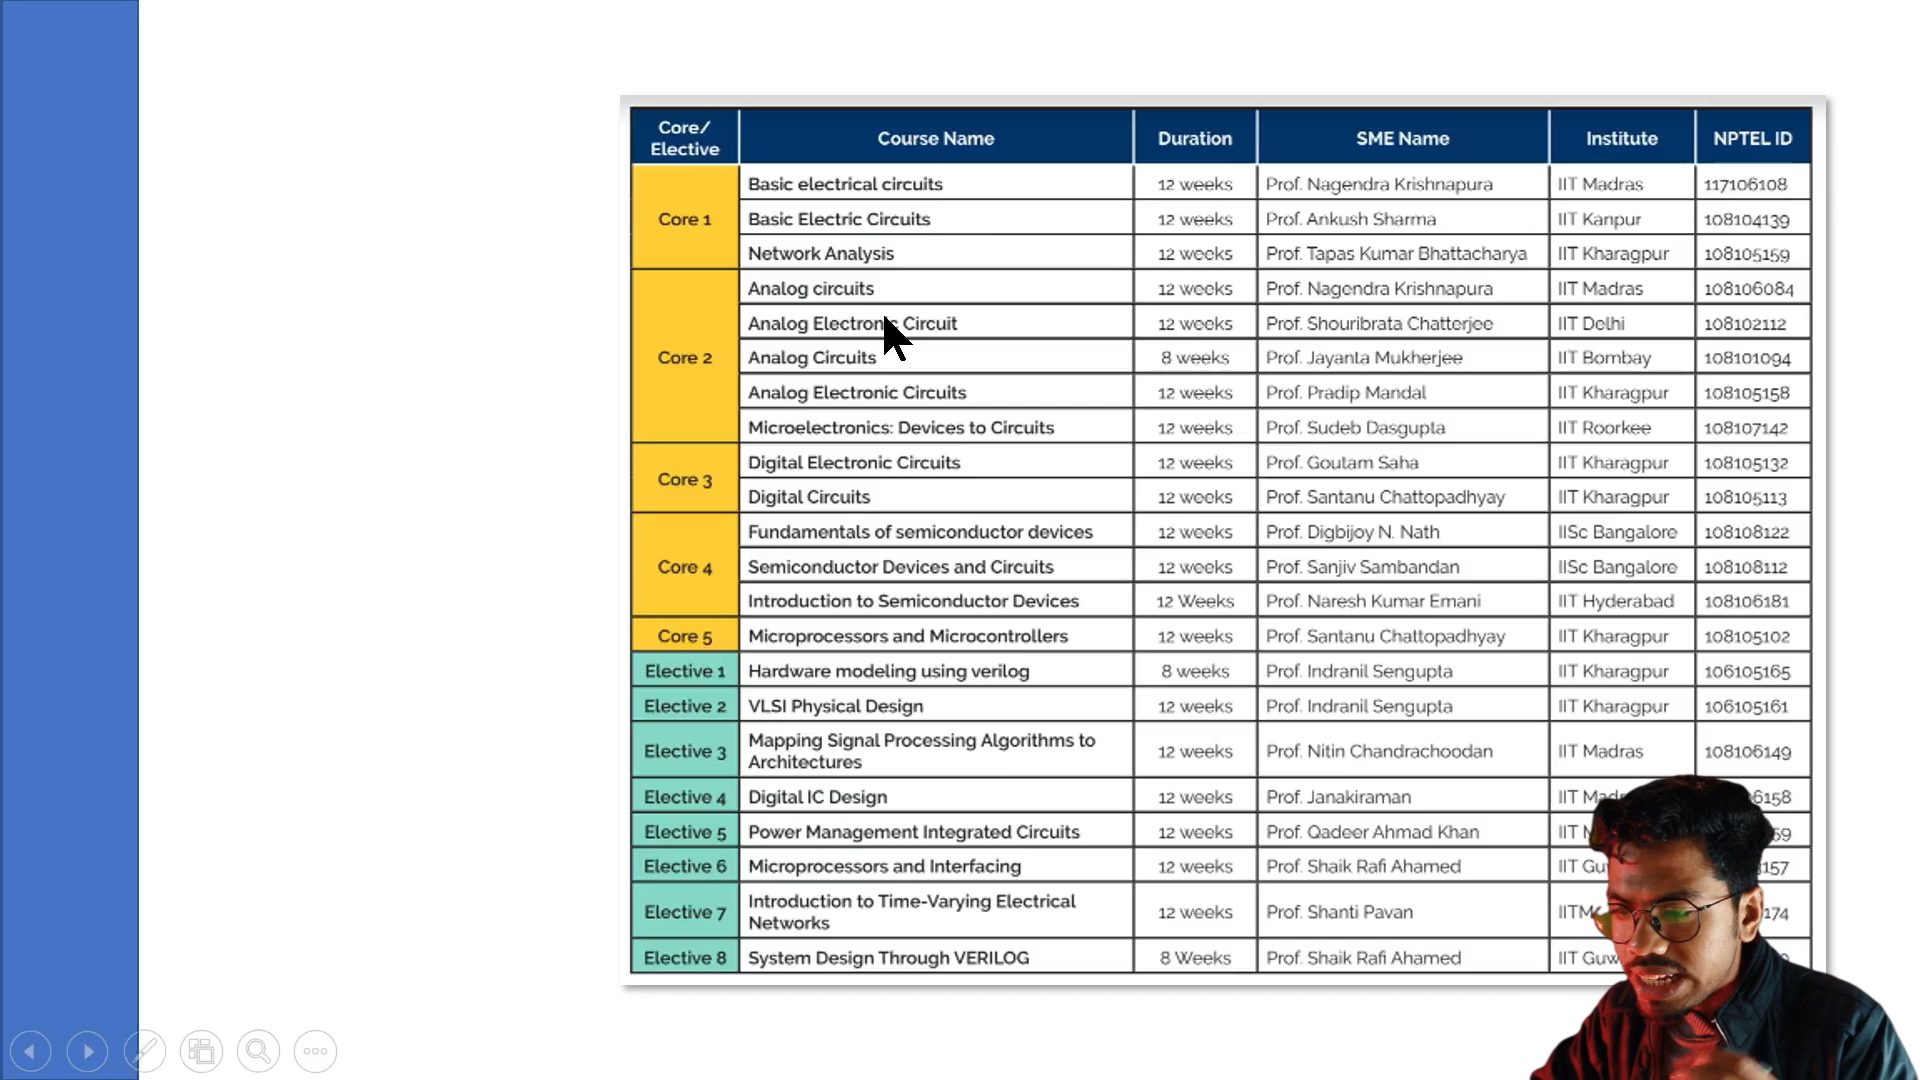 Core/
Elective
Course Name
Duration
SME Name
Institute
NPTEL ID
Core 1
Basic electrical circuits 12 weeks Prof. Nagendra Krishnapura IIT Madras 117106108
Basic Electric Circuits 12 weeks Prof. Ankush Sharma IIT Kanpur 108104139
Network Analysis 12 weeks Prof. Tapas Kumar Bhattacharya IIT Kharagpur 108105159
Core 2
Analog circuits 12 weeks Prof. Nagendra Krishnapura IIT Madras 108106084
Analog Electronic Circuit 12 weeks Prof. Shouribrata Chatterjee IIT Delhi 108102112
Analog Circuits 8 weeks Prof. Jayanta Mukherjee IIT Bombay 108101094
Analog Electronic Circuits 12 weeks Prof. Pradip Mandal IIT Kharagpur 108105158
Microelectronics: Devices to Circuits 12 weeks Prof. Sudeb Dasgupta IIT Roorkee 108107142
Core 3
Digital Electronic Circuits 12 weeks Prof. Goutam Saha IIT Kharagpur 108105132
Digital Circuits 12 weeks Prof. Santanu Chattopadhyay IIT Kharagpur 108105113
Core 4
Fundamentals of semiconductor devices 12 weeks Prof. Digbijoy N. Nath IISc Bangalore 108108122
Semiconductor Devices and Circuits 12 weeks Prof. Sanjiv Sambandan IISc Bangalore 108108112
Introduction to Semiconductor Devices 12 Weeks Prof. Naresh Kumar Emani IIT Hyderabad 108106181
Core 5 Microprocessors and Microcontrollers 12 weeks Prof. Santanu Chattopadhyay IIT Kharagpur 108105102
Elective 1 Hardware modeling using verilog 8 weeks Prof. Indranil Sengupta IIT Kharagpur 106105165
Elective 2 VLSI Physical Design 12 weeks Prof. Indranil Sengupta IIT Kharagpur 106105161
Elective 3 Mapping Signal Processing Algorithms to
Architectures 12 weeks Prof. Nitin Chandrachoodan IIT Madras 108106149
Elective 4 Digital IC Design 12 weeks Prof. Janakiraman IIT
Elective 5 Power Management Integrated Circuits 12 weeks Prof. Qadeer Ahmad Khan IIT
Elective 6 Microprocessors and Interfacing 12 weeks Prof. Shaik Rafi Ahamed IIT
Elective 7 Introduction to Time-Varying Electrical
Networks 12 weeks Prof. Shanti Pavan
Elective 8 System Design Through VERILOG 8 Weeks Prof. Shaik Rafi Ahamed IIT